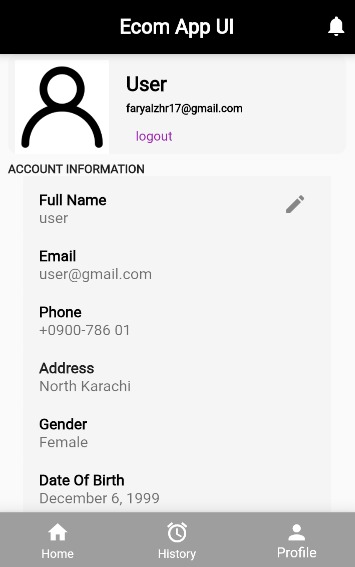 Ecom App UI
User
faryalzhr17@gmail.com
logout
ACCOUNT INFORMATION
Full Name
user
Email
user@gmail.com
Phone
+0900-786 01
Address
North Karachi
Gender
Female
Date Of Birth
December 6, 1999
Home
History
Profile